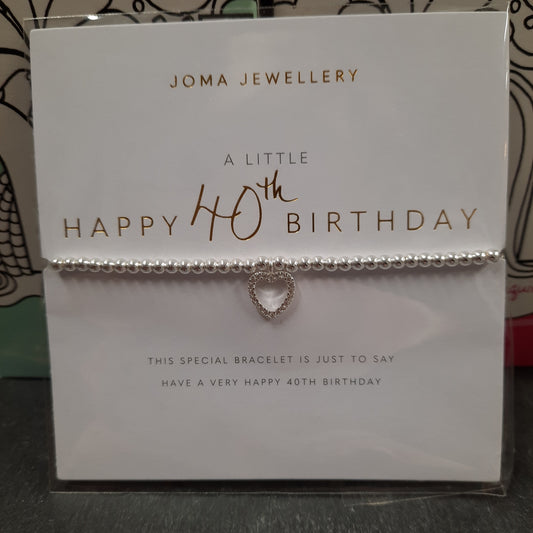 JOMA JEWELLERY
A LITTLE
HAPPY 40th BIRTHDAY
THIS SPECIAL BRACELET IS JUST TO SAY
HAVE A VERY HAPPY 40TH BIRTHDAY